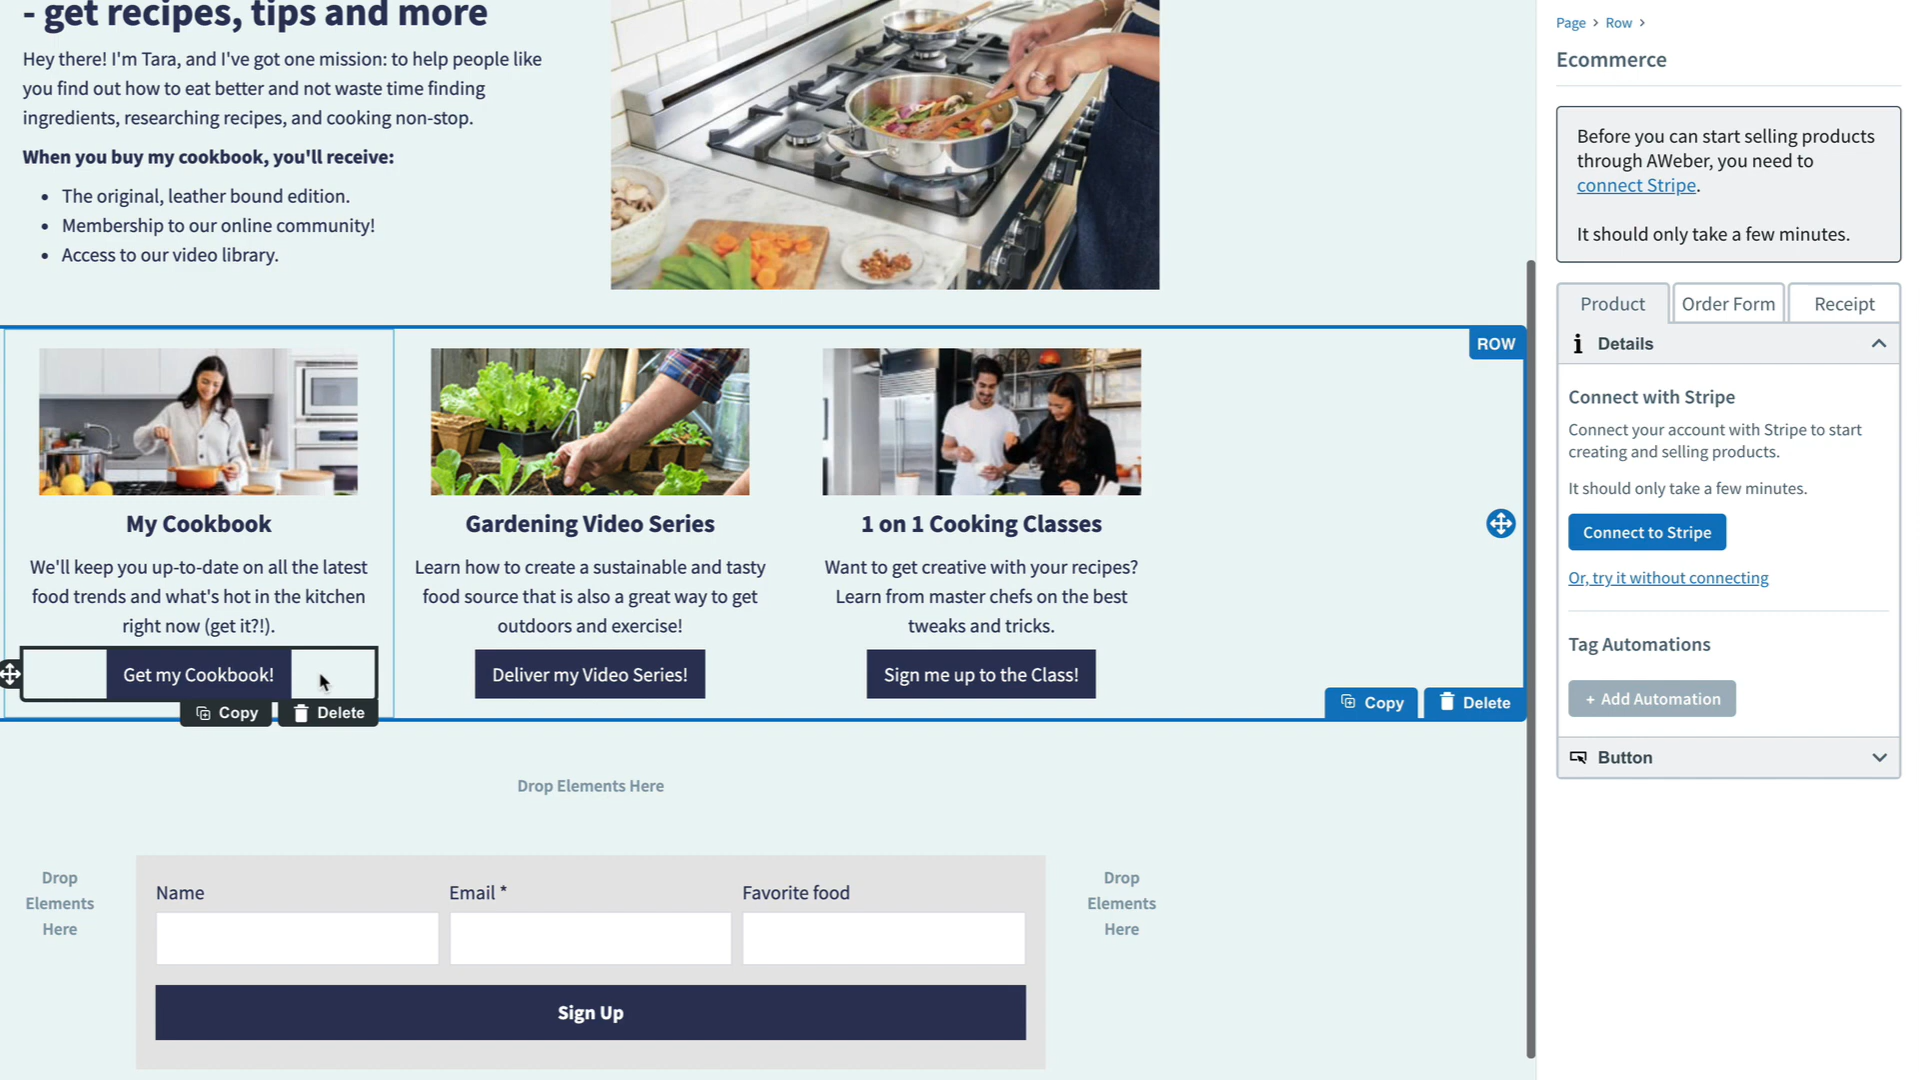 - get recipes, tips and more
Hey there! I'm Tara, and I've got one mission: to help people like
you find out how to eat better and not waste time finding
ingredients, researching recipes, and cooking non-stop.
When you buy my cookbook, you'll receive:
• The original, leather bound edition.
• Membership to our online community!
• Access to our video library.
ROW
My Cookbook
We'll keep you up-to-date on all the latest
food trends and what's hot in the kitchen
right now (get it?!).
Get my Cookbook!
Copy
Delete
Gardening Video Series
Learn how to create a sustainable and tasty
food source that is also a great way to get
outdoors and exercise!
Deliver my Video Series!
1 on 1 Cooking Classes
Want to get creative with your recipes?
Learn from master chefs on the best
tweaks and tricks.
Sign me up to the Class!
Copy
Delete
Drop Elements Here
Drop
Elements
Here
Name
Email *
Favorite food
Sign Up
Drop
Elements
Here
Page > Row >
Ecommerce
Before you can start selling products
through AWeber, you need to
connect Stripe.
It should only take a few minutes.
Product
Order Form
Receipt
Details
Connect with Stripe
Connect your account with Stripe to start
creating and selling products.
It should only take a few minutes.
Connect to Stripe
Or, try it without connecting
Tag Automations
+ Add Automation
Button